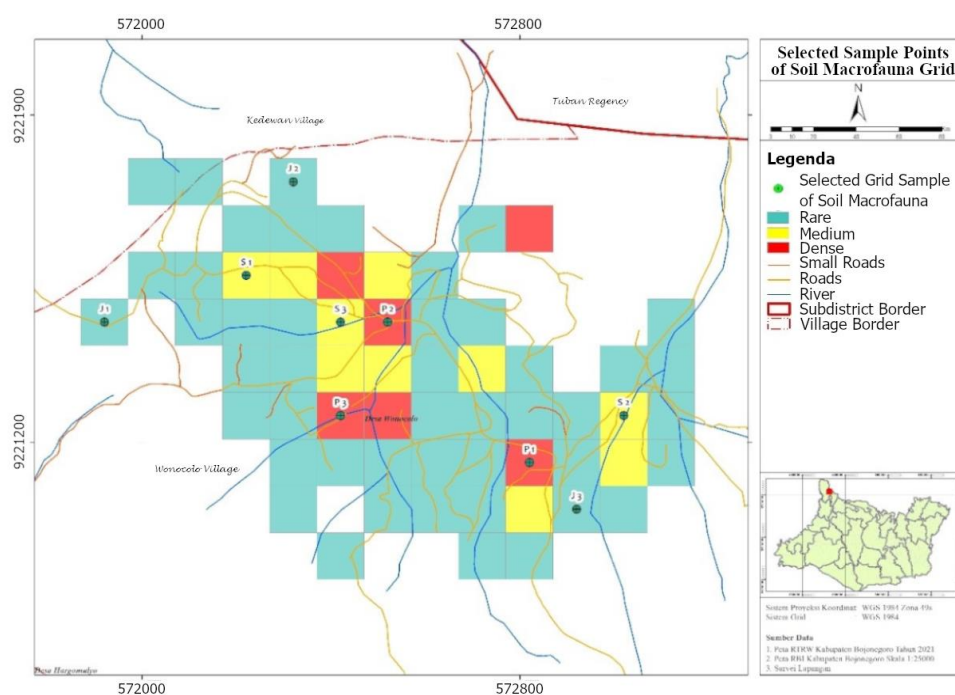 572000
572800
9221900
9221200
Kedewan Village
Tuban Regency
J2
S1
J1
S3
P2
P3
Desa Wonocolo
S2
Wonocolo Village
P1
J3
Desa Hargomulyo
572000
572800
Selected Sample Points
of Soil Macrofauna Grid
N
Legenda
Selected Grid Sample
of Soil Macrofauna
Rare
Medium
Dense
Small Roads
Roads
River
Subdistrict Border
Village Border
Sistem Proyeksi Koordinat WGS 1984 Zona 49s
Sistem Grid WGS 1984
Sumber Data
1. Peta RTRW Kabupaten Bojonegoro Tahun 2021
2. Peta RBI Kabupaten Bojonegoro Skala 1:25000
3. Survei Lapangan